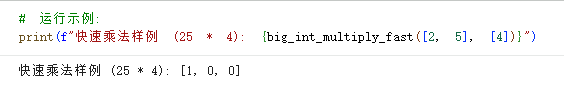 # 运行示例:
print(f"快速乘法样例 (25 * 4): {big_int_multiply_fast([2, 5], [4])}")
快速乘法样例 (25 * 4): [1, 0, 0]